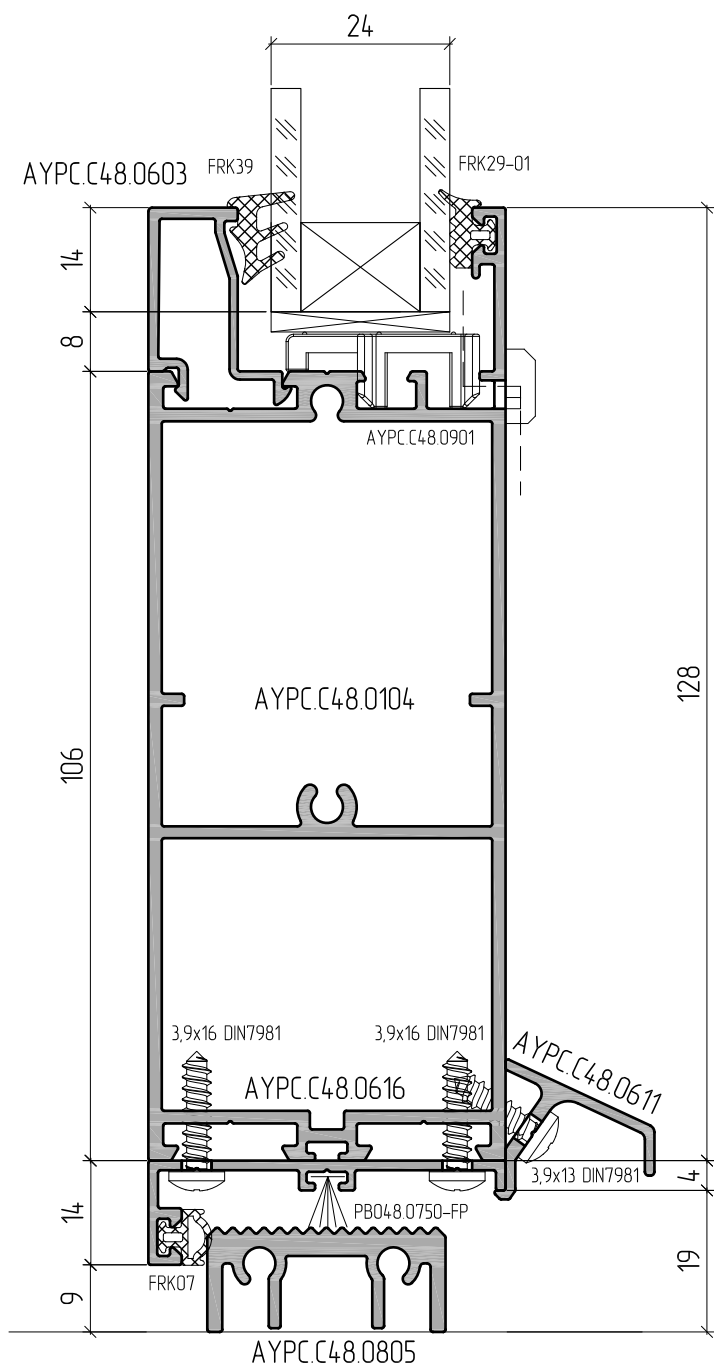 24
AYPC.C48.0603
FRK39
FRK29-01
14
8
AYPC.C48.0901
AYPC.C48.0104
128
106
3,9x16 DIN7981
3,9x16 DIN7981
AYPC.C48.0616
AYPC.C48.0611
3,9x13 DIN7981
4
14
PB048.0750-FP
FRK07
19
9
AYPC.C48.0805